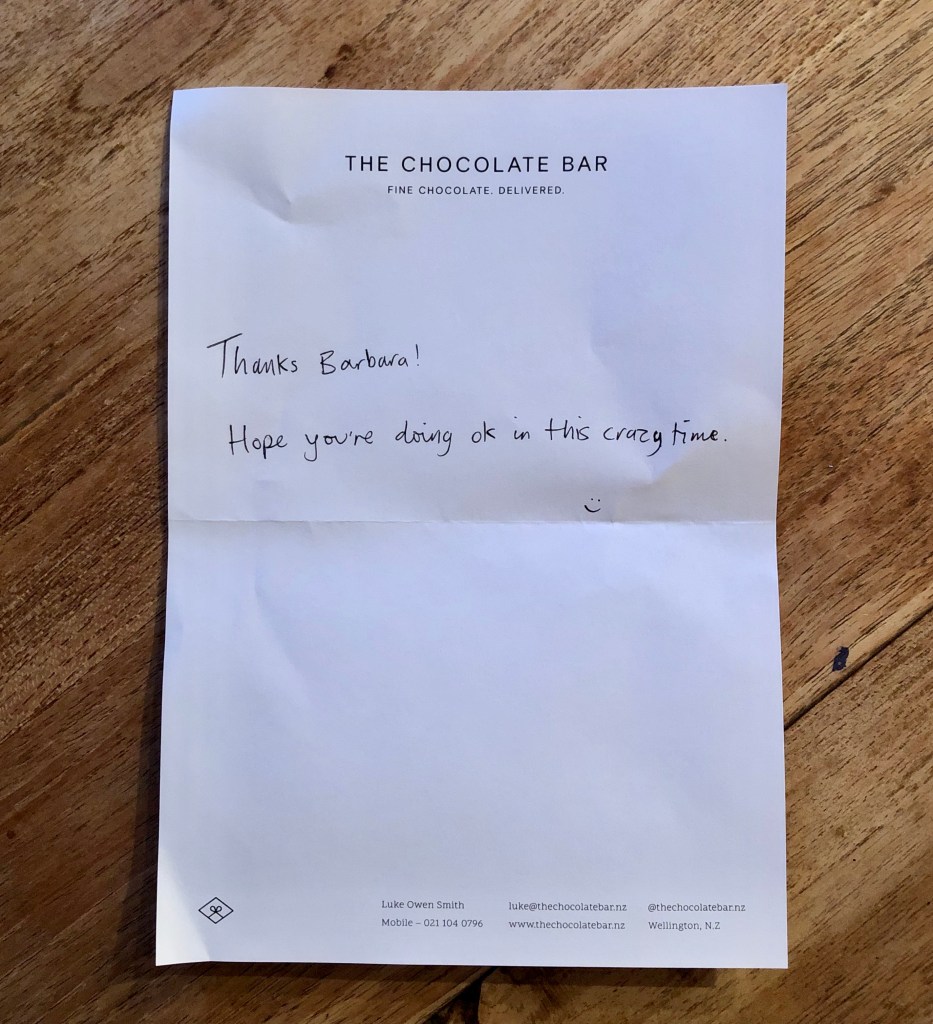 THE CHOCOLATE BAR
FINE CHOCOLATE. DELIVERED.
Thanks Barbara!
Hope you're doing ok in this crazy time.
Luke Owen Smith
Mobile – 021 104 0796
luke@thechocolatebar.nz
www.thechocolatebar.nz
@thechocolatebar.nz
Wellington, N.Z